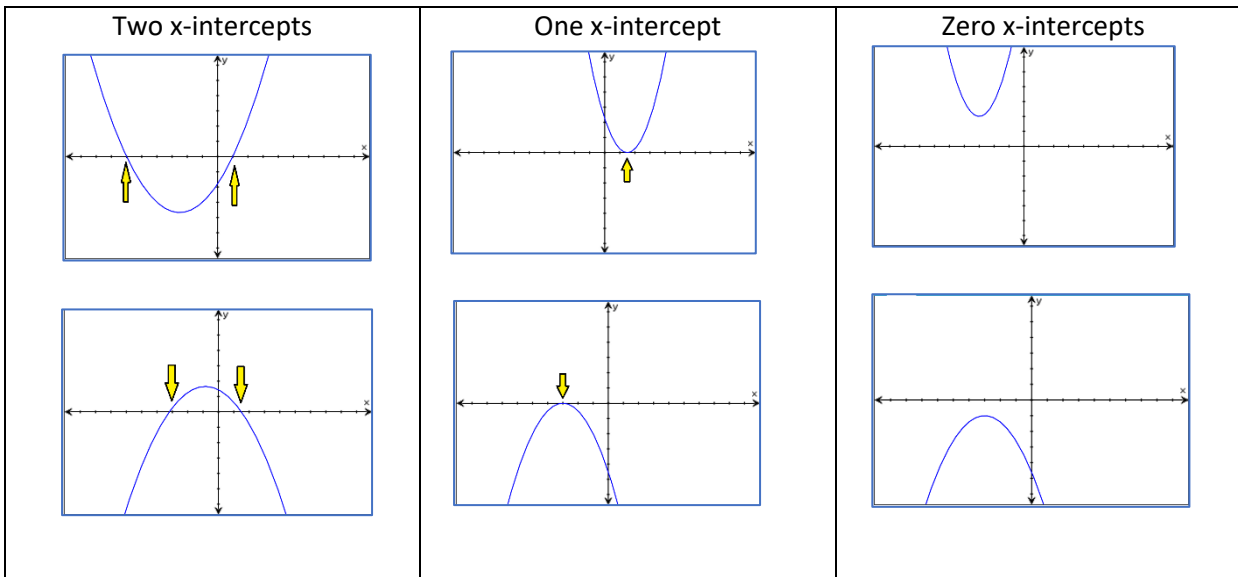 Two x-intercepts
One x-intercept
Zero x-intercepts
y
x
y
x
y
x
y
x
y
x
y
x